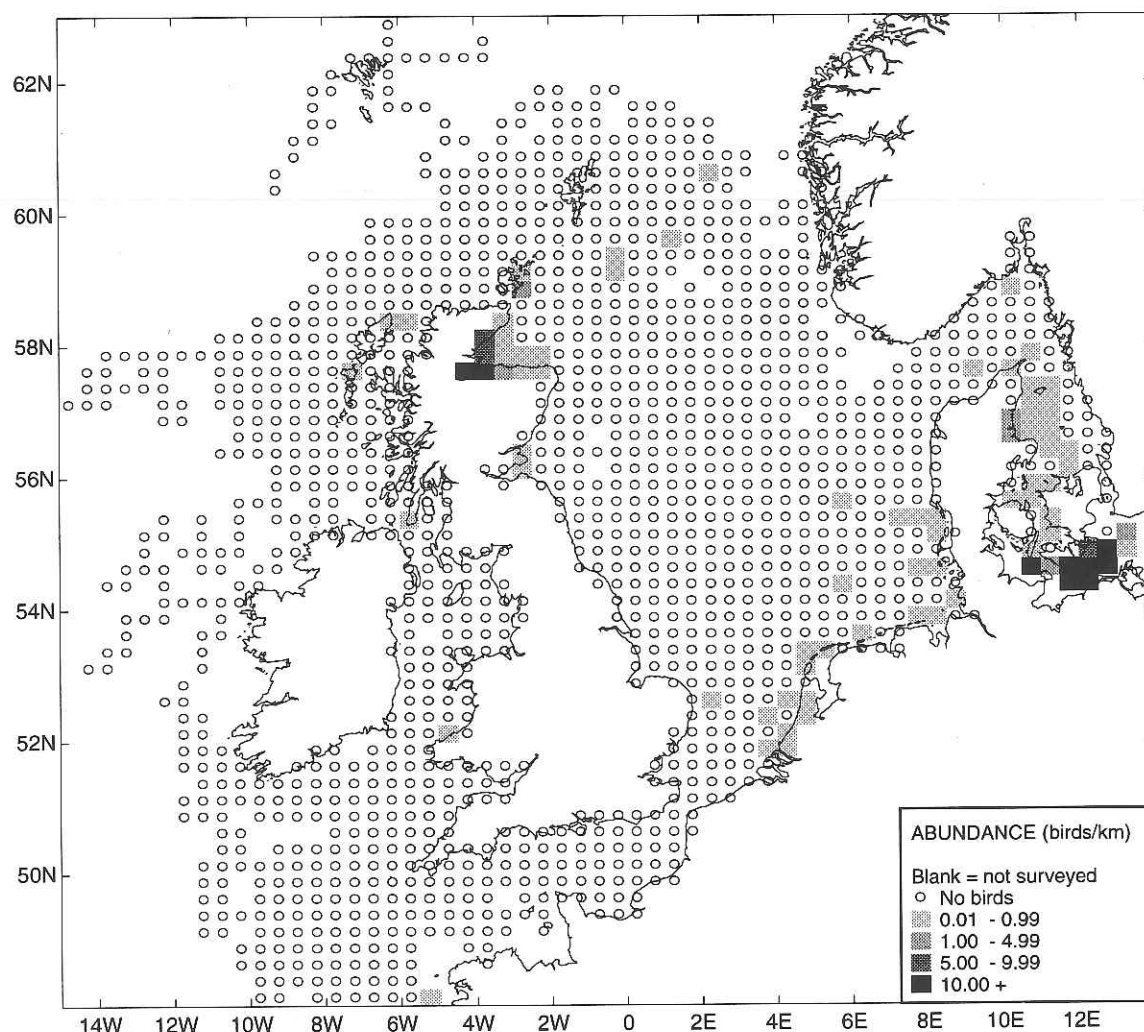 62N
60N
58N
56N
54N
52N
50N
14W 12W 10W 8W 6W 4W 2W 0 2E 4E 6E 8E 10E 12E
ABUNDANCE (birds/km)
Blank = not surveyed
No birds
0.01 - 0.99
1.00 - 4.99
5.00 - 9.99
10.00 +